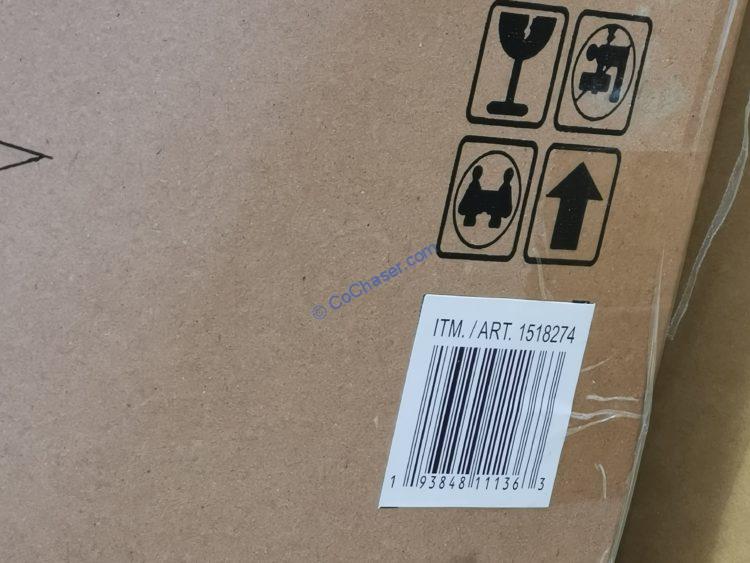 © CoChaser.com
ITM. / ART. 1518274
1 93848 11136 3